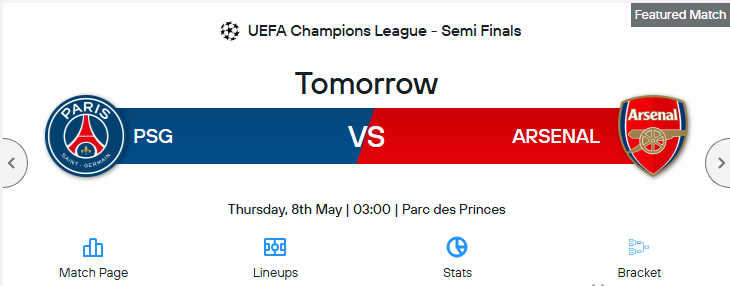 Featured Match
UEFA Champions League - Semi Finals
Tomorrow
PARIS
SAINT-GERMAIN
PSG
VS
ARSENAL
Arsenal
Thursday, 8th May | 03:00 | Parc des Princes
Match Page
Lineups
Stats
Bracket